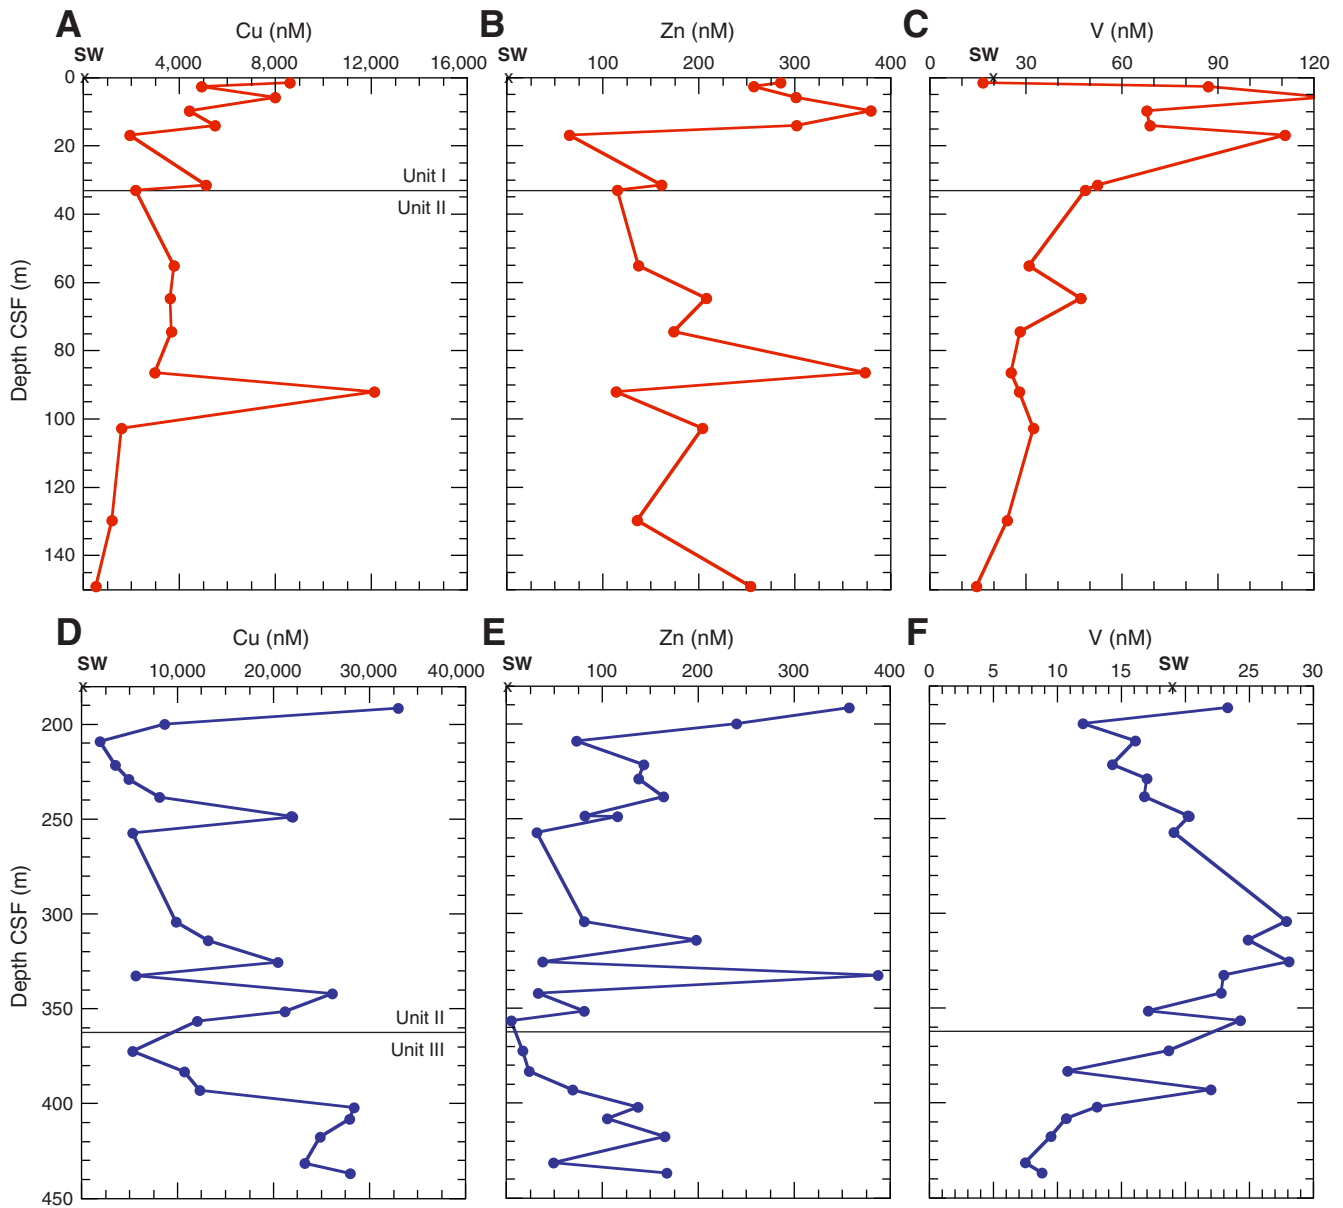 A Cu (nM) B Zn (nM) C V (nM)
SW 4,000 8,000 12,000 16,000 SW 100 200 300 400 0 SW 30 60 90 120
x x x
0
20
Unit I
Unit II
40
60
80
100
120
140
Depth CSF (m)
D Cu (nM) E Zn (nM) F V (nM)
SW 10,000 20,000 30,000 40,000 SW 100 200 300 400 0 5 10 15 SW 25 30
x x x
200
250
300
350
Unit II
Unit III
400
450
Depth CSF (m)